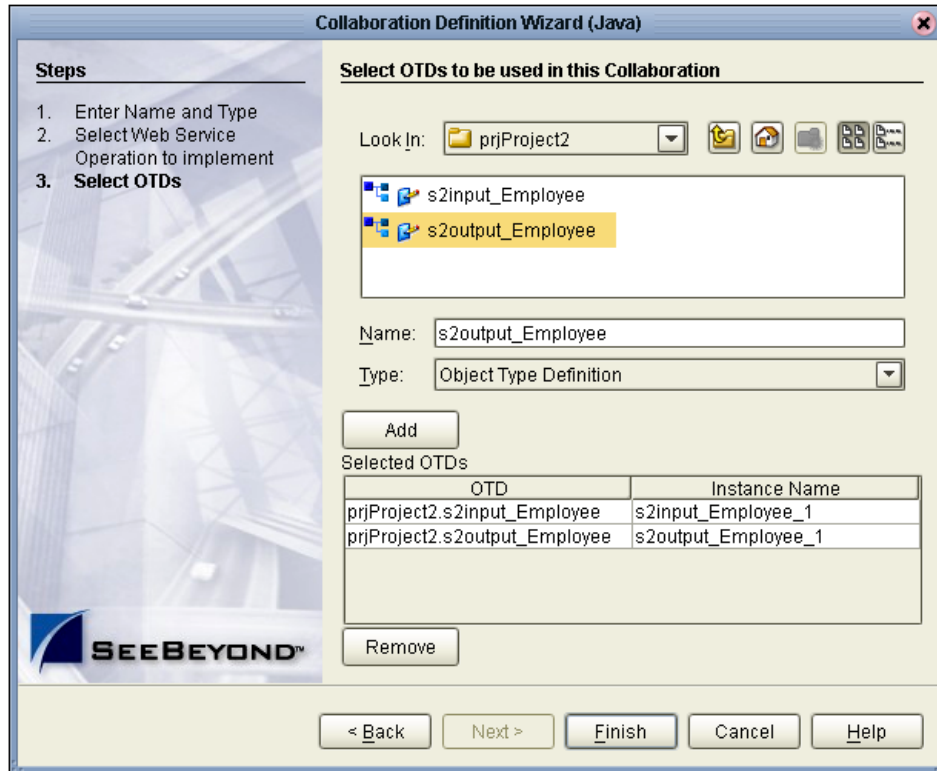 Collaboration Definition Wizard (Java)
Steps
1. Enter Name and Type
2. Select Web Service
Operation to implement
3. Select OTDs
SEEBEYOND™
Select OTDs to be used in this Collaboration
Look In: prjProject2
s2input_Employee
s2output_Employee
Name: s2output_Employee
Type: Object Type Definition
Add
Selected OTDs
OTD Instance Name
prjProject2.s2input_Employee s2input_Employee_1
prjProject2.s2output_Employee s2output_Employee_1
Remove
< Back Next > Finish Cancel Help